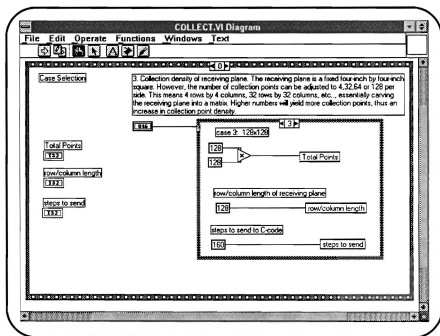 COLLECT.VI Diagram
File Edit Operate Functions Windows Text
0
Case Selection
3. Collection density of receiving plane. The receiving plane is a fixed four-inch by four-inch
square. However, the number of collection points can be adjusted to 4,32,64 or 128 per
side. This means 4 rows by 4 columns, 32 rows by 32 columns, etc.., essentially carving
the receiving plane into a matrix. Higher numbers will yield more collection points, thus an
increase in collection point density.
3
case 3: 128x128
128
128
x
Total Points
Total Points
I32
row/column length
I32
row/column length of receiving plane
128
row/column length
steps to send
I32
steps to send to C-code
160
steps to send